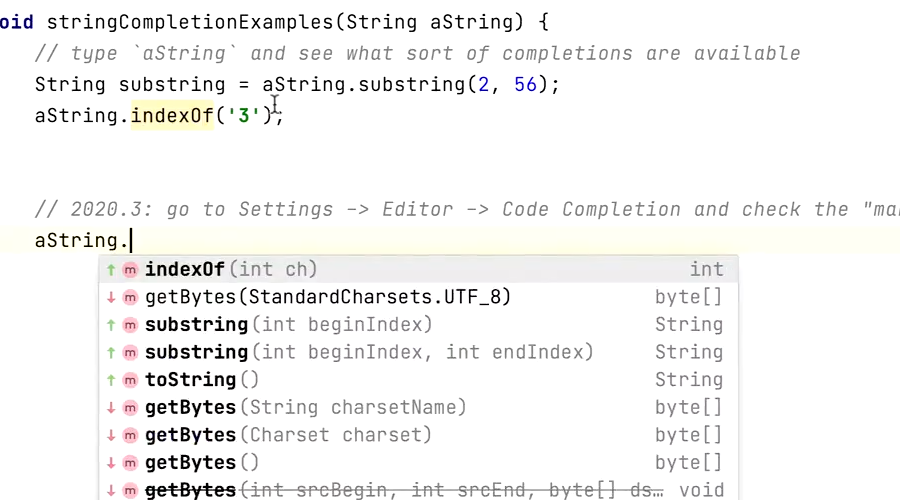 oid stringCompletionExamples(String aString) {
// type `aString` and see what sort of completions are available
String substring = aString.substring(2, 56);
aString.indexOf('3');
// 2020.3: go to Settings -> Editor -> Code Completion and check the "ma
aString.
↑ m indexOf(int ch) int
↓ m getBytes(StandardCharsets.UTF_8) byte[]
↑ m substring(int beginIndex) String
↑ m substring(int beginIndex, int endIndex) String
↑ m toString() String
↓ m getBytes(String charsetName) byte[]
↓ m getBytes(Charset charset) byte[]
↓ m getBytes() byte[]
↓ m getBytes(int srcBegin, int srcEnd, byte[] ds… void